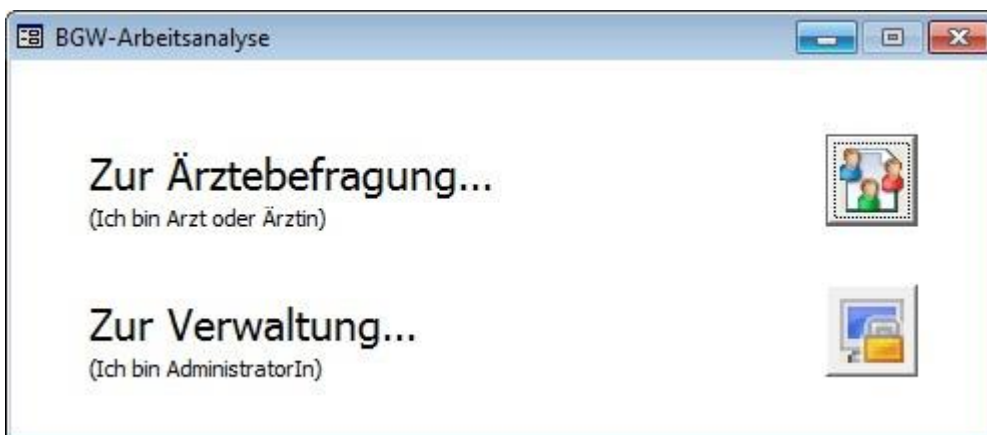 BGW-Arbeitsanalyse
Zur Ärztebefragung...
(Ich bin Arzt oder Ärztin)
Zur Verwaltung...
(Ich bin AdministratorIn)